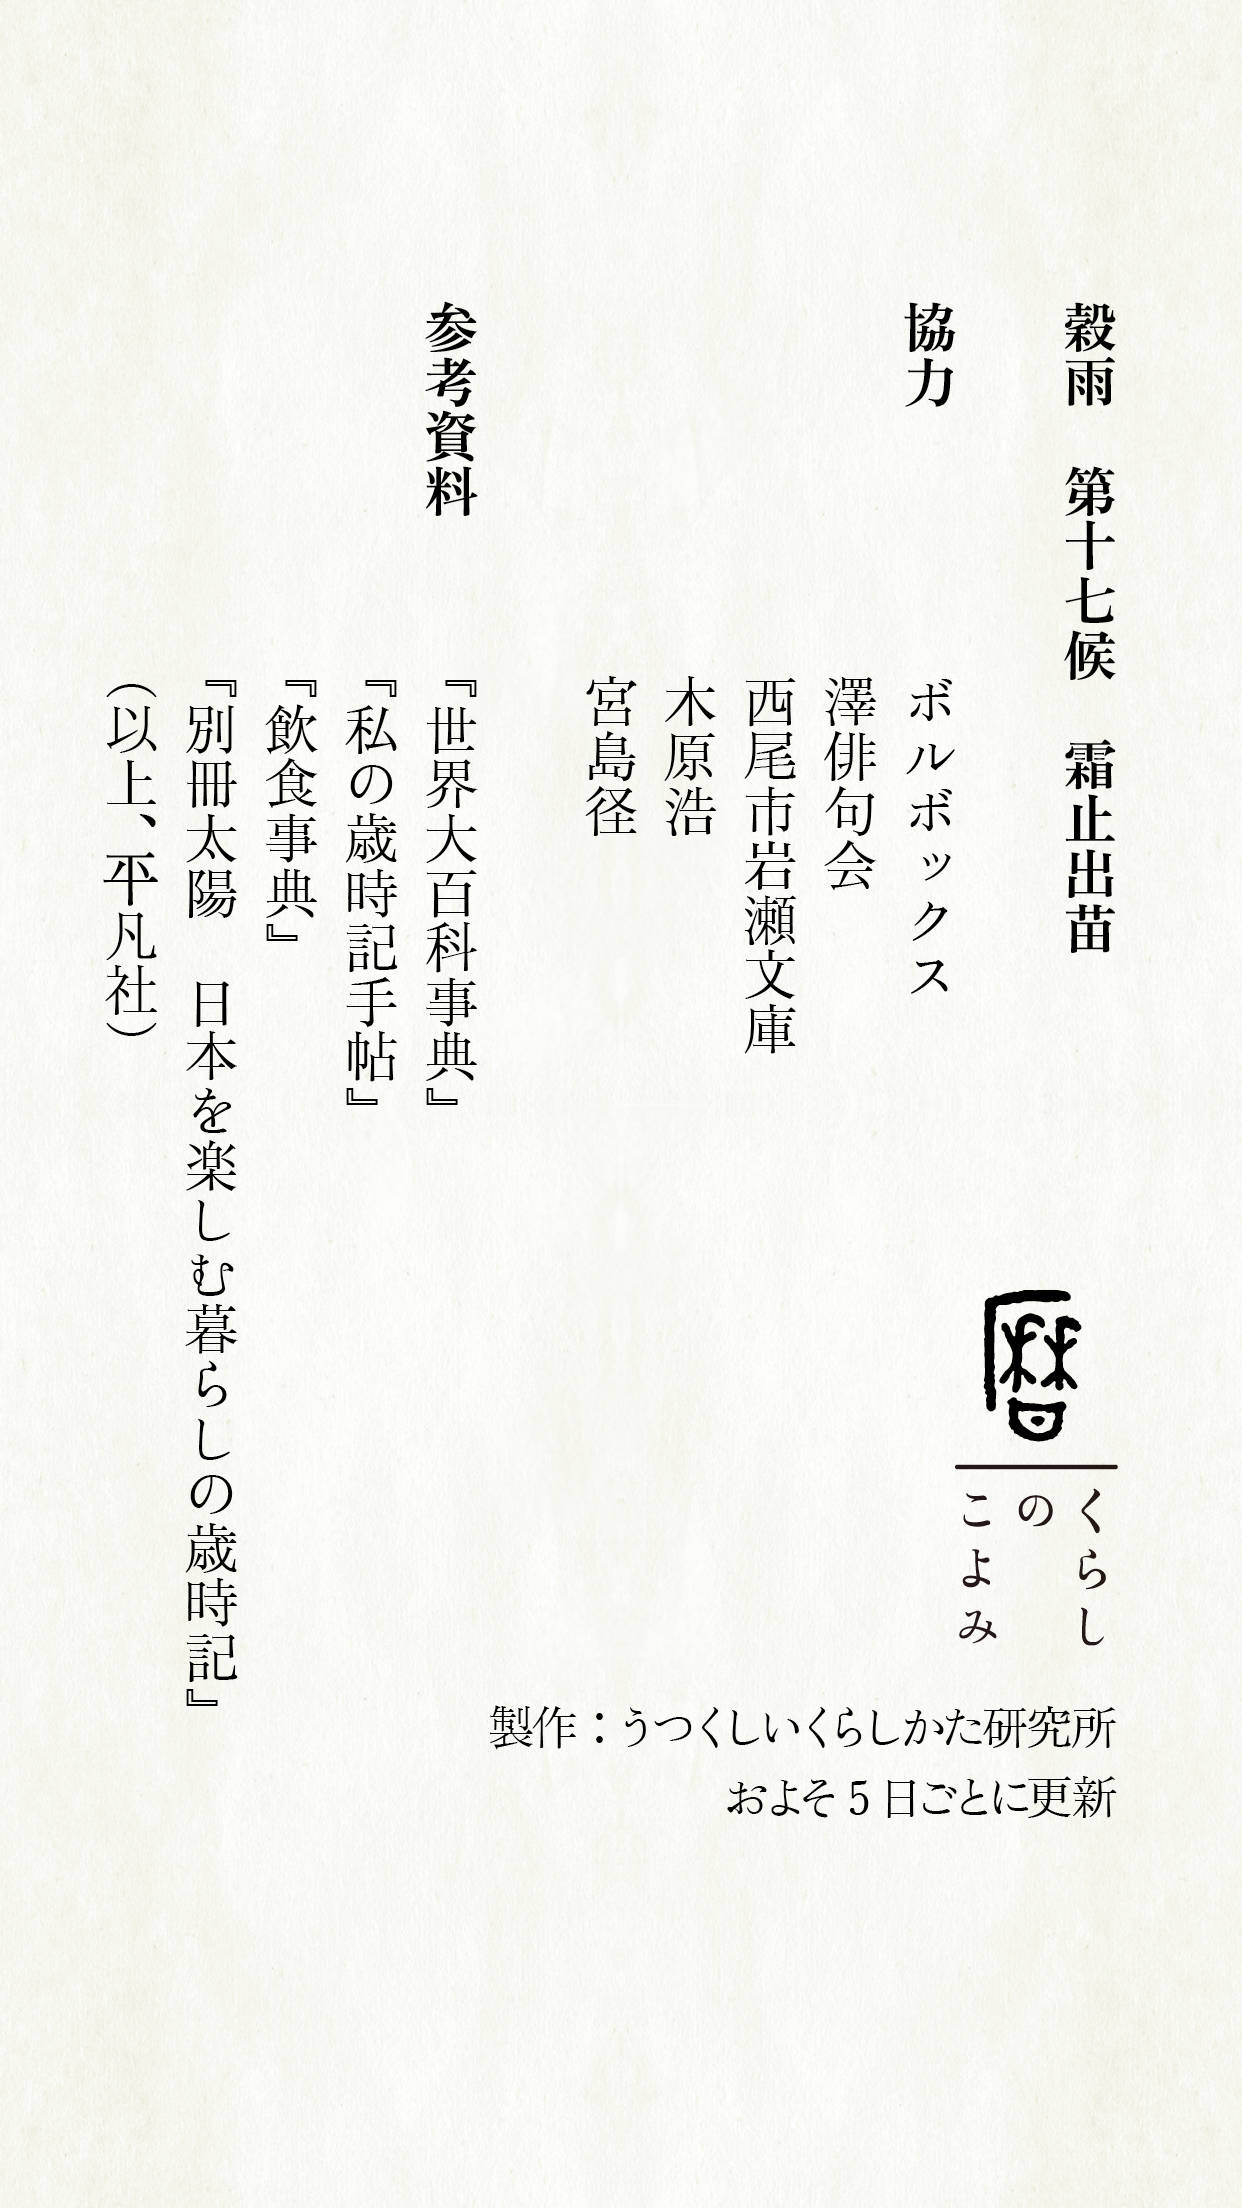 穀雨　第十七候　霜止出苗
協力
ボルボックス
澤俳句会
西尾市岩瀬文庫
木原浩
宮島径
参考資料
『世界大百科事典』
『私の歳時記手帖』
『飲食事典』
『別冊太陽　日本を楽しむ暮らしの歳時記』
（以上、平凡社）
暦
くらし
の
こよみ
製作：うつくしいくらしかた研究所
およそ 5 日ごとに更新